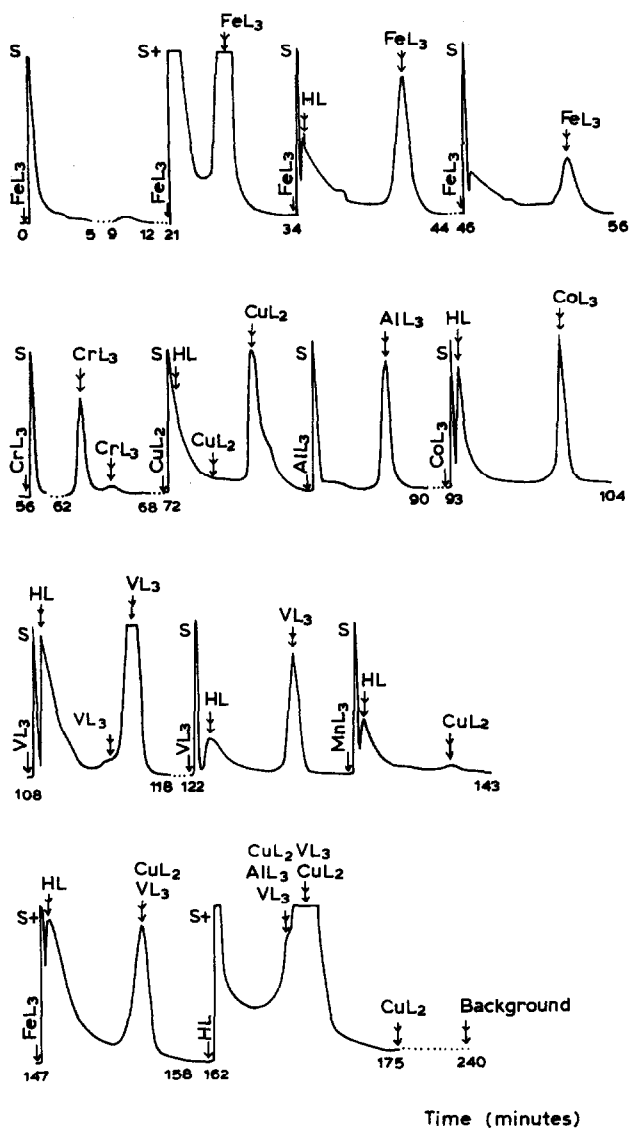 S S+ FeL3 S FeL3 S
HL FeL3
FeL3 FeL3 FeL3 FeL3
0 5 9 12 21 34 44 46 56
CuL2 AlL3 CoL3
S CrL3 S HL S S HL
CrL3 CuL2
CrL3 CuL2 AlL3 CoL3
56 62 68 72 90 93 104
HL VL3
S S VL3 S
HL HL
VL3 CuL2
VL3 VL3 MnL3
108 118 122 143
CuL2 CuL2 VL3
HL VL3 AlL3 CuL2
S+ S+ VL3
FeL3 HL CuL2 Background
147 158 162 175 240
Time (minutes)